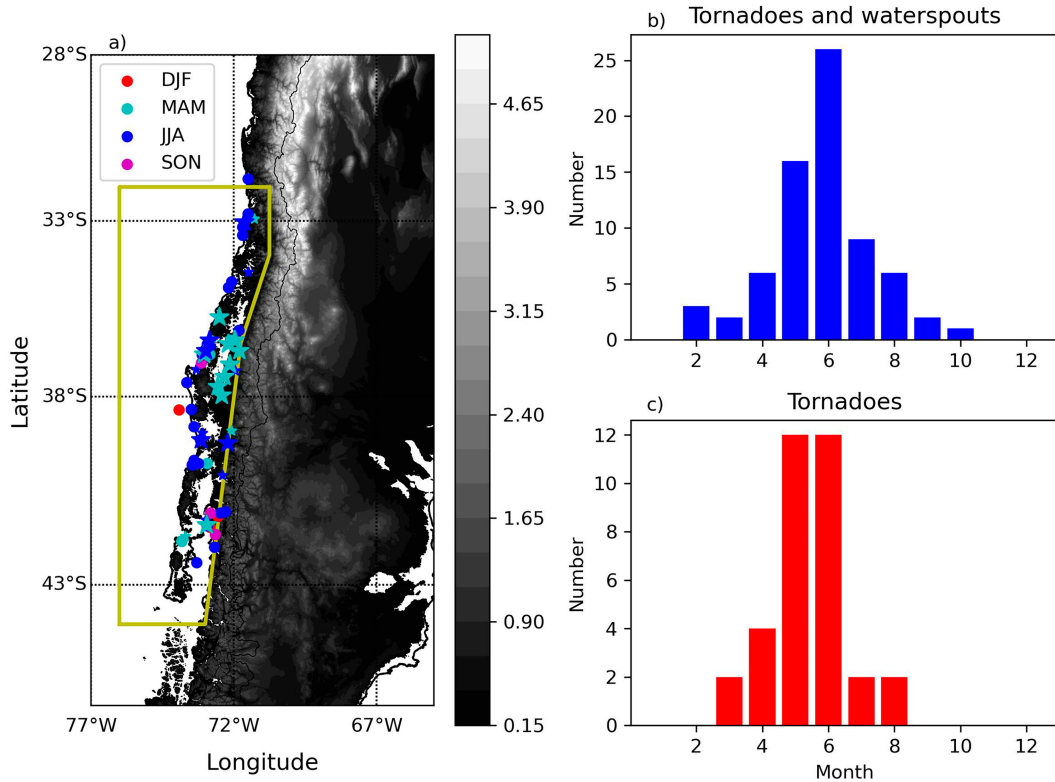 a)
28°S
33°S
38°S
43°S
Latitude
DJF
MAM
JJA
SON
77°W
72°W
67°W
Longitude
4.65
3.90
3.15
2.40
1.65
0.90
0.15
b)
Tornadoes and waterspouts
25
20
15
10
5
0
Number
2
4
6
8
10
12
c)
Tornadoes
12
10
8
6
4
2
0
Number
2
4
6
8
10
12
Month